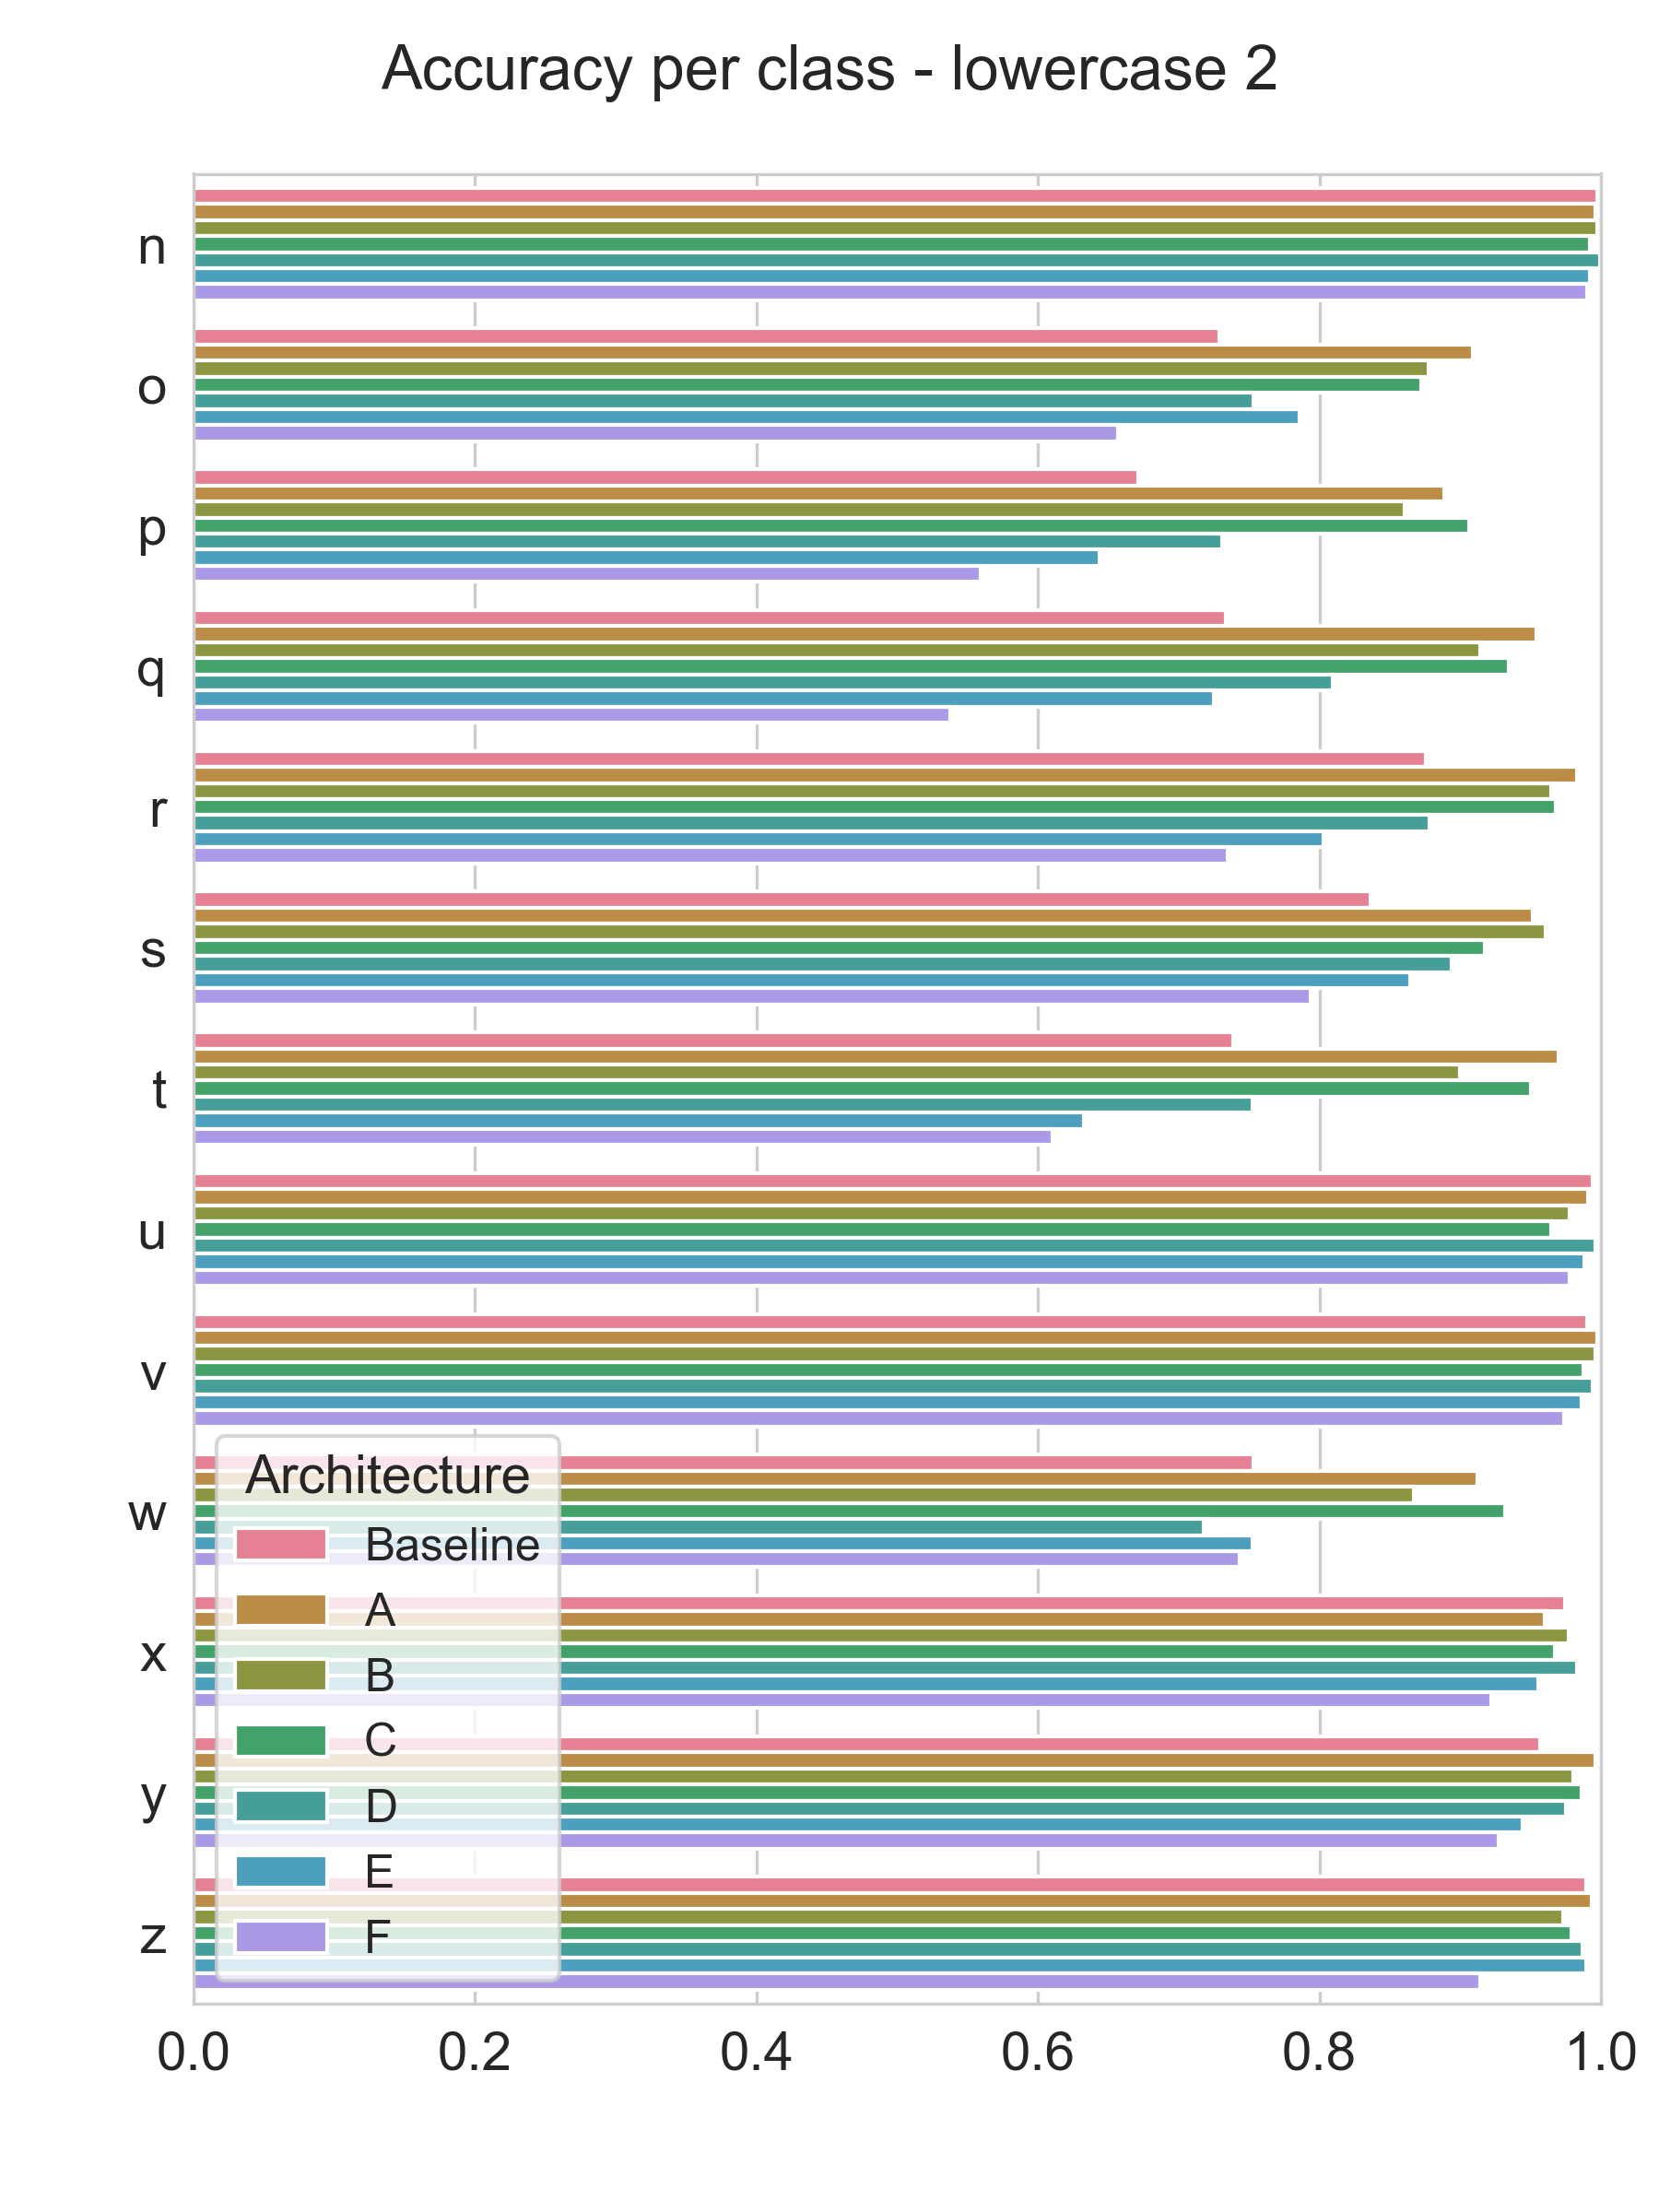 Accuracy per class - lowercase 2
n
o
p
q
r
s
t
u
v
w
x
y
z
Architecture
Baseline
A
B
C
D
E
F
0.0 0.2 0.4 0.6 0.8 1.0